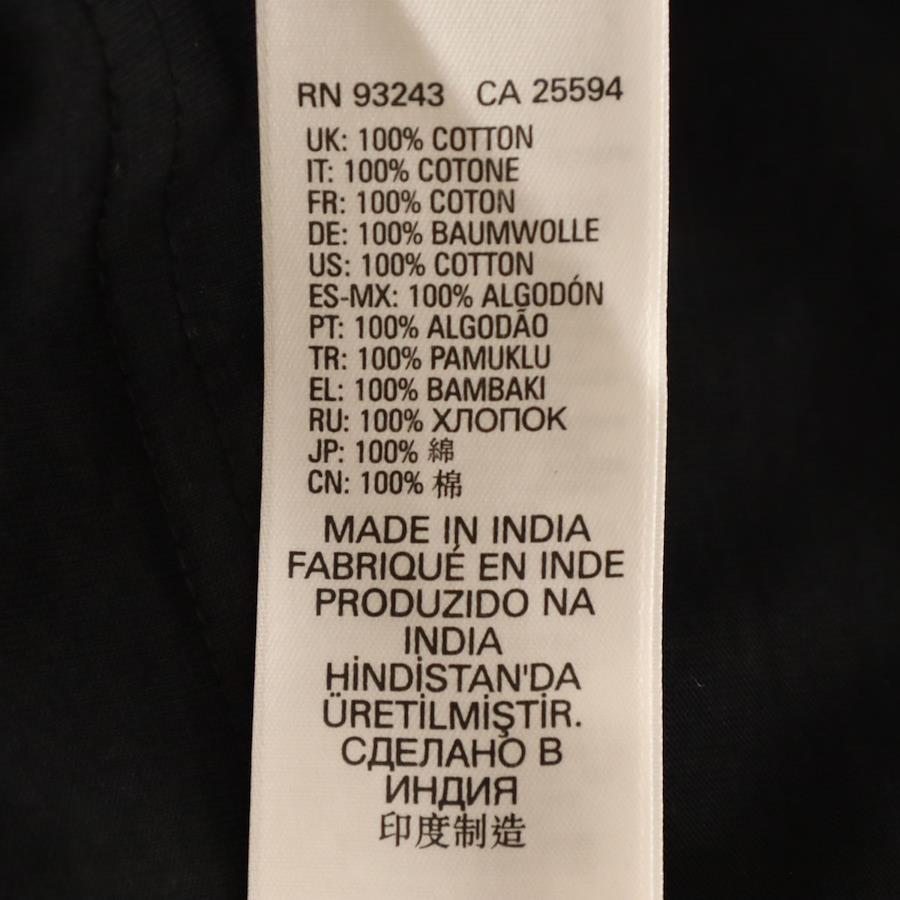 RN 93243 CA 25594
UK: 100% COTTON
IT: 100% COTONE
FR: 100% COTON
DE: 100% BAUMWOLLE
US: 100% COTTON
ES-MX: 100% ALGODÓN
PT: 100% ALGODÃO
TR: 100% PAMUKLU
EL: 100% BAMBAKI
RU: 100% ХЛОПОК
JP: 100% 綿
CN: 100% 棉
MADE IN INDIA
FABRIQUÉ EN INDE
PRODUZIDO NA
INDIA
HİNDİSTAN'DA
ÜRETİLMİŞTİR.
СДЕЛАНО В
ИНДИЯ
印度制造